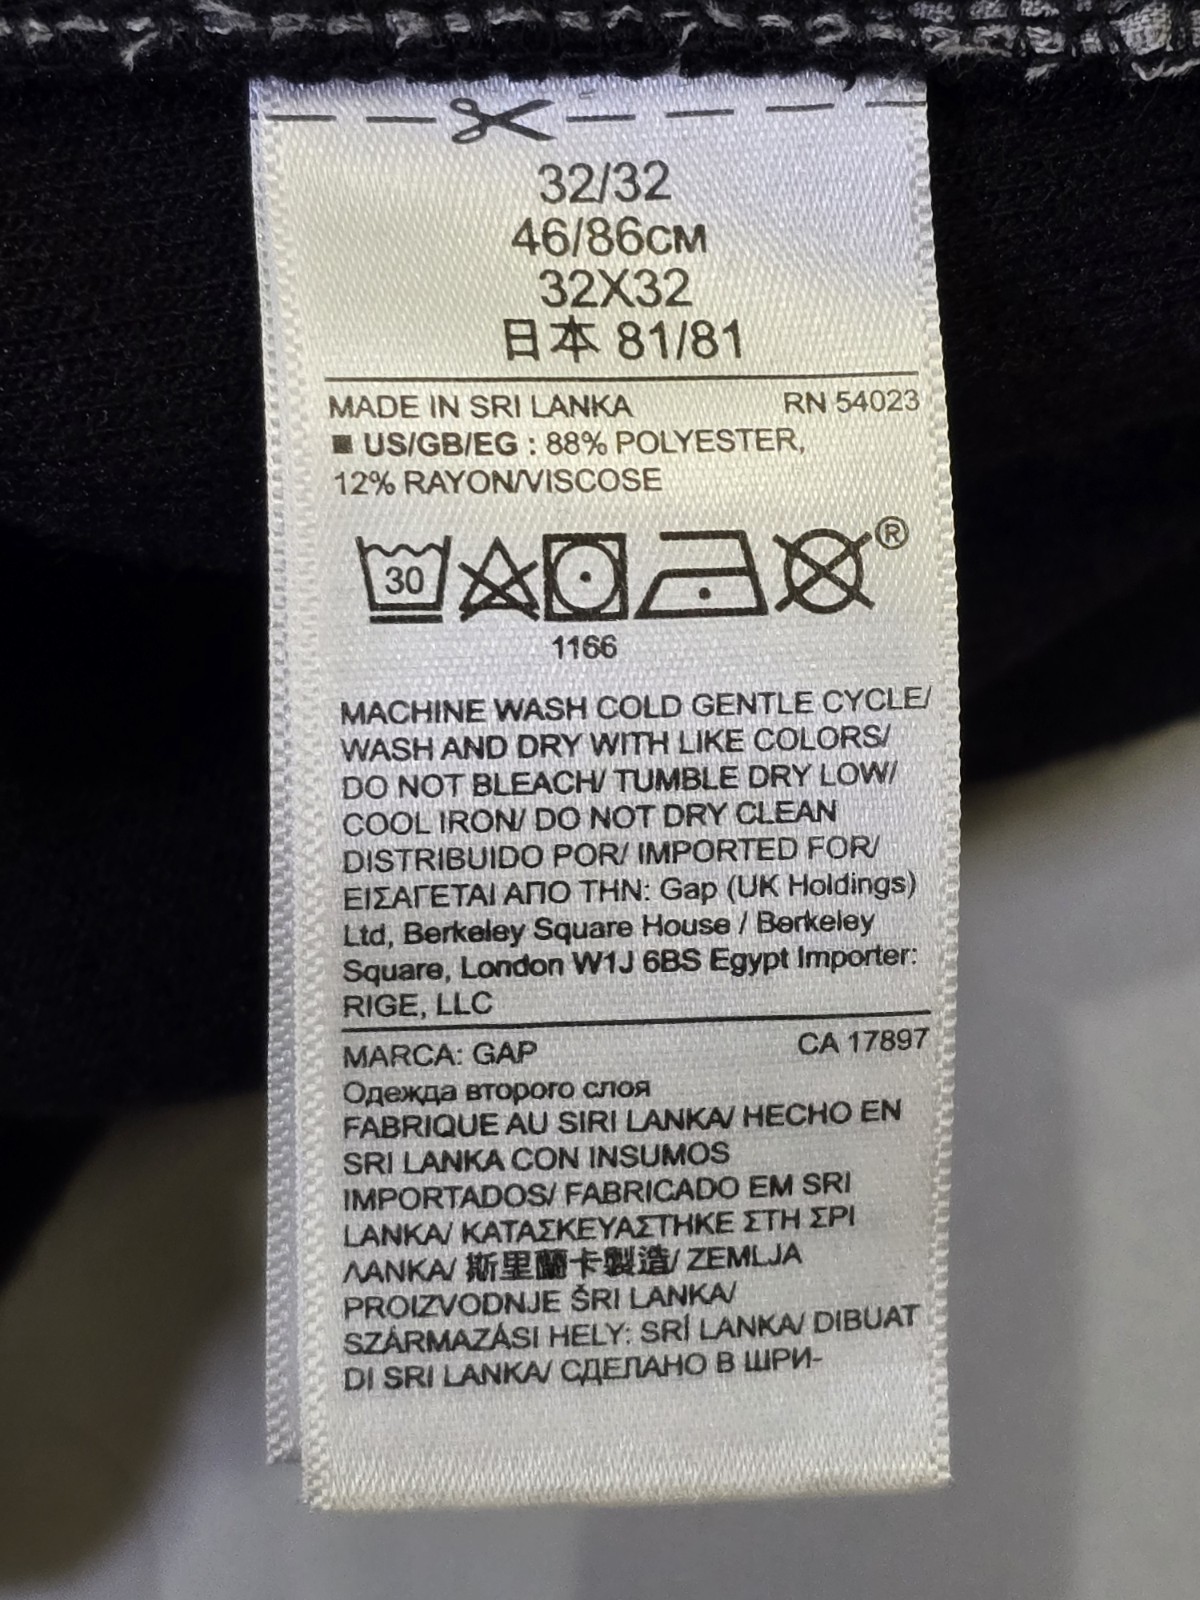 32/32
46/86CM
32X32
日本 81/81
MADE IN SRI LANKA RN 54023
■ US/GB/EG : 88% POLYESTER,
12% RAYON/VISCOSE
30
®
1166
MACHINE WASH COLD GENTLE CYCLE/
WASH AND DRY WITH LIKE COLORS/
DO NOT BLEACH/ TUMBLE DRY LOW/
COOL IRON/ DO NOT DRY CLEAN
DISTRIBUIDO POR/ IMPORTED FOR/
ΕΙΣΑΓΕΤΑΙ ΑΠΟ ΤΗΝ: Gap (UK Holdings)
Ltd, Berkeley Square House / Berkeley
Square, London W1J 6BS Egypt Importer:
RIGE, LLC
MARCA: GAP CA 17897
Одежда второго слоя
FABRIQUE AU SIRI LANKA/ HECHO EN
SRI LANKA CON INSUMOS
IMPORTADOS/ FABRICADO EM SRI
LANKA/ ΚΑΤΑΣΚΕΥΑΣΤΗΚΕ ΣΤΗ ΣΡΙ
ΛΑΝΚΑ/ 斯里蘭卡製造/ ZEMLJA
PROIZVODNJE ŠRI LANKA/
SZÁRMAZÁSI HELY: SRÍ LANKA/ DIBUAT
DI SRI LANKA/ СДЕЛАНО В ШРИ-